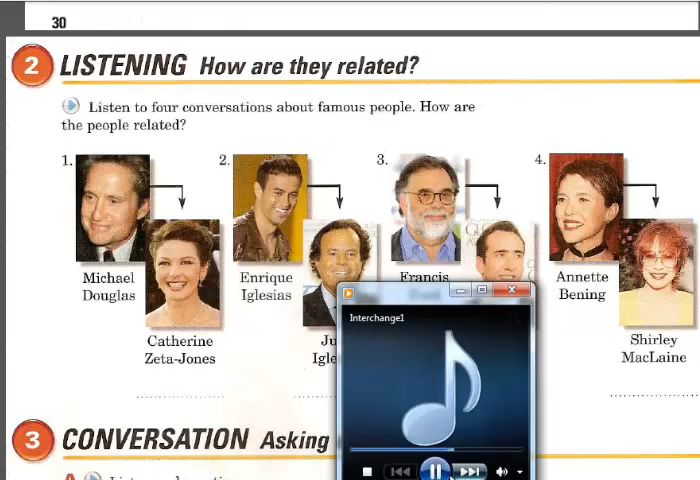 30
2 LISTENING How are they related?
Listen to four conversations about famous people. How are
the people related?
1.
2.
3.
4.
Michael
Douglas
Enrique
Iglesias
Francis
Annette
Bening
Catherine
Zeta-Jones
Shirley
MacLaine
Interchange1
3 CONVERSATION Asking